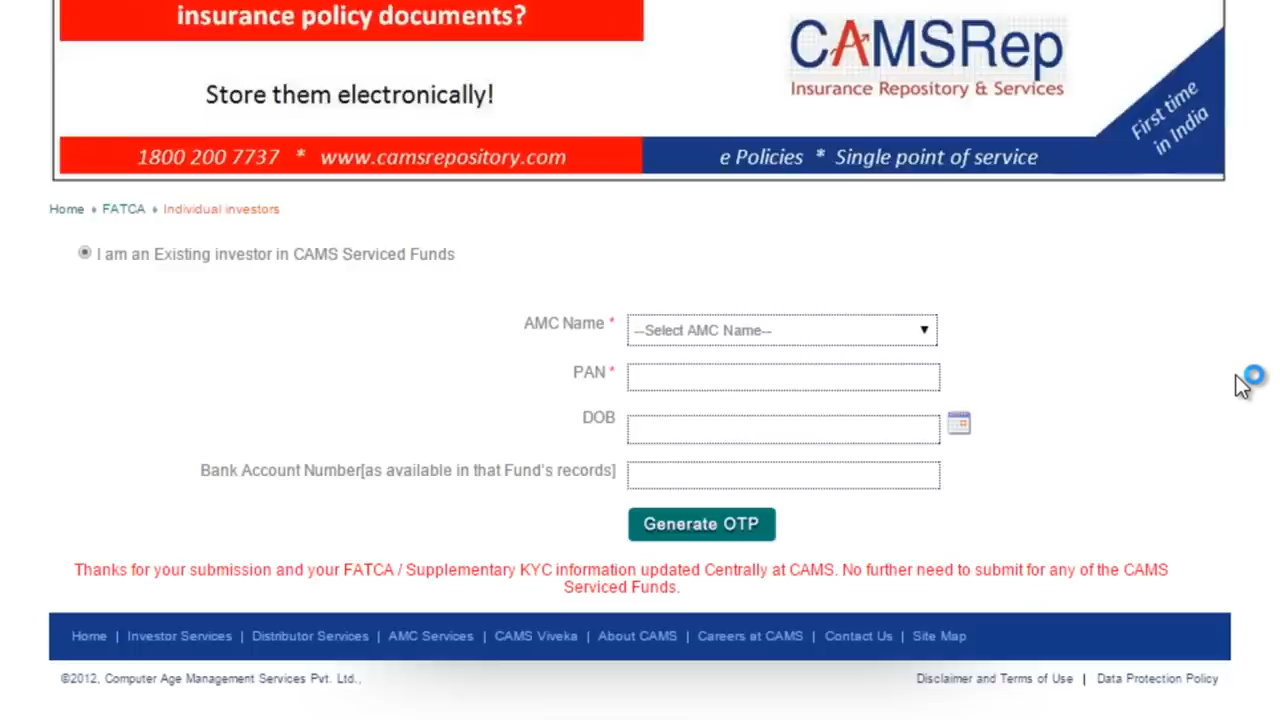 insurance policy documents?
Store them electronically!
CAMSRep
Insurance Repository & Services
First time
in India
1800 200 7737 * www.camsrepository.com
e Policies * Single point of service
Home ♦ FATCA ♦ Individual investors
I am an Existing investor in CAMS Serviced Funds
AMC Name *
--Select AMC Name--
PAN *
DOB
Bank Account Number[as available in that Fund's records]
Generate OTP
Thanks for your submission and your FATCA / Supplementary KYC information updated Centrally at CAMS. No further need to submit for any of the CAMS
Serviced Funds.
Home | Investor Services | Distributor Services | AMC Services | CAMS Viveka | About CAMS | Careers at CAMS | Contact Us | Site Map
©2012, Computer Age Management Services Pvt. Ltd.,
Disclaimer and Terms of Use | Data Protection Policy